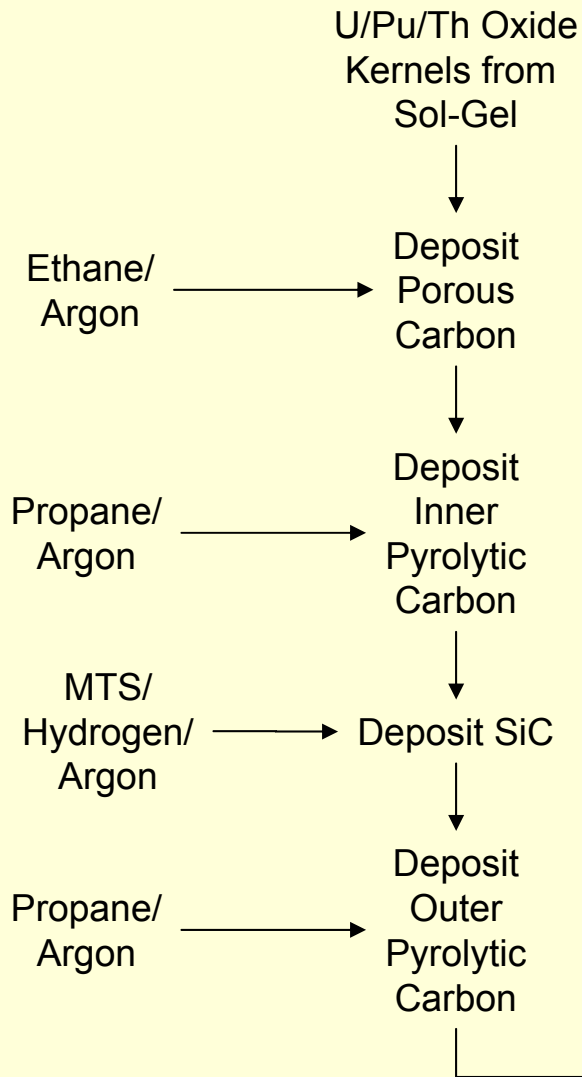 U/Pu/Th Oxide
Kernels from
Sol-Gel
Ethane/
Argon
Deposit
Porous
Carbon
Propane/
Argon
Deposit
Inner
Pyrolytic
Carbon
MTS/
Hydrogen/
Argon
Deposit SiC
Propane/
Argon
Deposit
Outer
Pyrolytic
Carbon